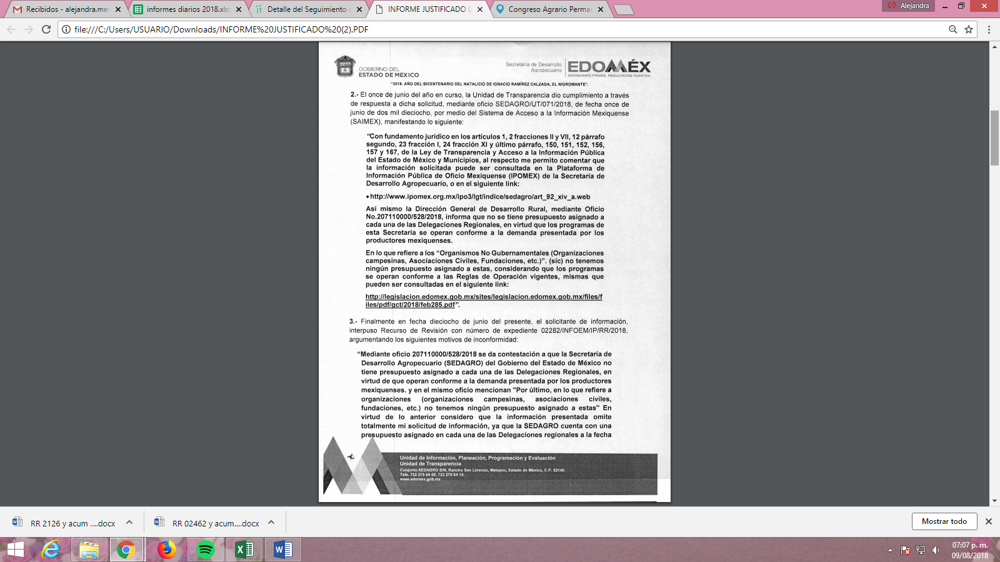 Recibidos - alejandra.mer
informes diarios 2018.xls
Detalle del Seguimiento
INFORME JUSTIFICADO (
Congreso Agrario Perma
Alejandra
file:///C:/Users/USUARIO/Downloads/INFORME%20JUSTIFICADO%20(2).PDF
GOBIERNO DEL
ESTADO DE MÉXICO
Secretaría de Desarrollo
Agropecuario
EDOMÉX
DECISIONES FIRMES, RESULTADOS FUERTES.
"2018. AÑO DEL BICENTENARIO DEL NATALICIO DE IGNACIO RAMÍREZ CALZADA, EL NIGROMANTE".
2.- El once de junio del año en curso, la Unidad de Transparencia dio cumplimiento a través
de respuesta a dicha solicitud, mediante oficio SEDAGRO/UT/071/2018, de fecha once de
junio de dos mil dieciocho, por medio del Sistema de Acceso a la Información Mexiquense
(SAIMEX), manifestando lo siguiente:
"Con fundamento jurídico en los artículos 1, 2 fracciones II y VII, 12 párrafo
segundo, 23 fracción I, 24 fracción XI y último párrafo, 150, 151, 152, 156,
157 y 167, de la Ley de Transparencia y Acceso a la Información Pública
del Estado de México y Municipios, al respecto me permito comentar que
la información solicitada puede ser consultada en la Plataforma de
Información Pública de Oficio Mexiquense (IPOMEX) de la Secretaría de
Desarrollo Agropecuario, o en el siguiente link:
• http://www.ipomex.org.mx/ipo3/lgt/indice/sedagro/art_92_xiv_a.web
Así mismo la Dirección General de Desarrollo Rural, mediante Oficio
No.207110000/528/2018, informa que no se tiene presupuesto asignado a
cada una de las Delegaciones Regionales, en virtud que los programas de
esta Secretaría se operan conforme a la demanda presentada por los
productores mexiquenses.
En lo que refiere a los "Organismos No Gubernamentales (Organizaciones
campesinas, Asociaciones Civiles, Fundaciones, etc.)". (sic) no tenemos
ningún presupuesto asignado a estas, considerando que los programas
se operan conforme a las Reglas de Operación vigentes, mismas que
pueden ser consultadas en el siguiente link:
http://legislacion.edomex.gob.mx/sites/legislacion.edomex.gob.mx/files/f
iles/pdf/gct/2018/feb285.pdf".
3.- Finalmente en fecha dieciocho de junio del presente, el solicitante de información,
interpuso Recurso de Revisión con número de expediente 02282/INFOEM/IP/RR/2018,
argumentando los siguientes motivos de inconformidad:
"Mediante oficio 207110000/528/2018 se da contestación a que la Secretaría de
Desarrollo Agropecuario (SEDAGRO) del Gobierno del Estado de México no
tiene presupuesto asignado a cada una de las Delegaciones Regionales, en
virtud de que operan conforme a la demanda presentada por los productores
mexiquenses. y en el mismo oficio mencionan "Por último, en lo que refiere a
organizaciones (organizaciones campesinas, asociaciones civiles,
fundaciones, etc.) no tenemos ningún presupuesto asignado a estas" En
virtud de lo anterior considero que la información presentada omite
totalmente mi solicitud de información, ya que la SEDAGRO cuenta con una
presupuesto asignado en cada una de las Delegaciones regionales a la fecha
Unidad de Información, Planeación, Programación y Evaluación
Unidad de Transparencia
Conjunto SEDAGRO S/N, Rancho San Lorenzo, Metepec, Estado de México, C.P. 52140.
Tels. 722 275 64 00, 722 275 64 19.
www.edomex.gob.mx
RR 2126 y acum ....docx
RR 02462 y acum....docx
Mostrar todo
07:07 p. m.
09/08/2018